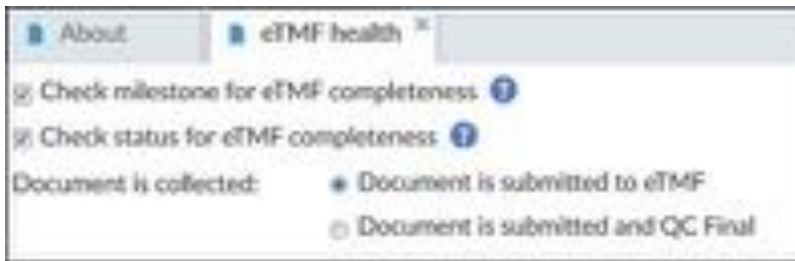 About eTMF health
Check milestone for eTMF completeness
Check status for eTMF completeness
Document is collected: Document is submitted to eTMF
Document is submitted and QC Final